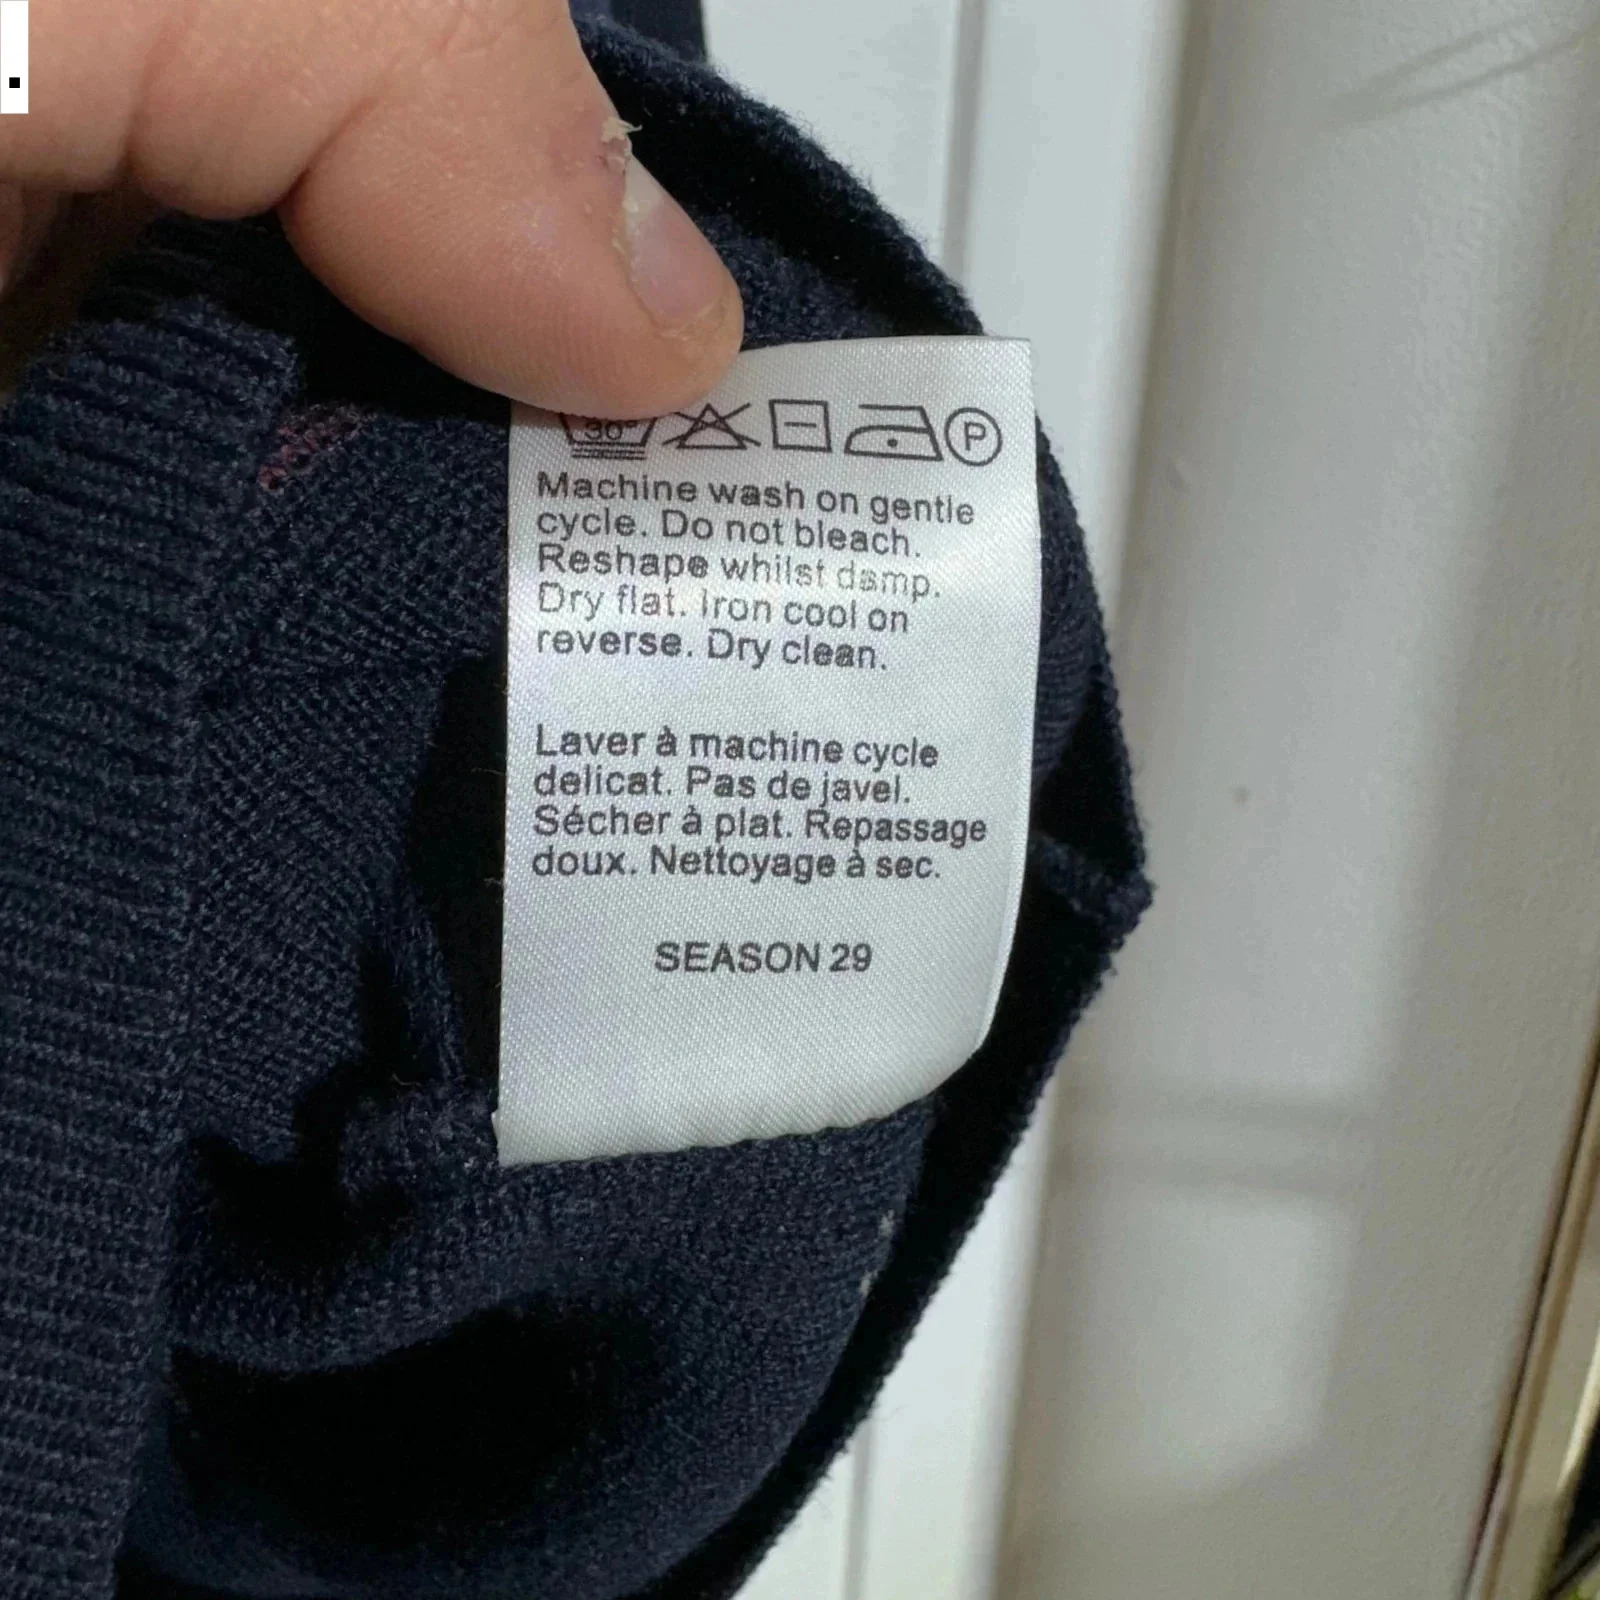 .
30°
P
Machine wash on gentle
cycle. Do not bleach.
Reshape whilst damp.
Dry flat. Iron cool on
reverse. Dry clean.
Laver à machine cycle
delicat. Pas de javel.
Sécher à plat. Repassage
doux. Nettoyage à sec.
SEASON 29